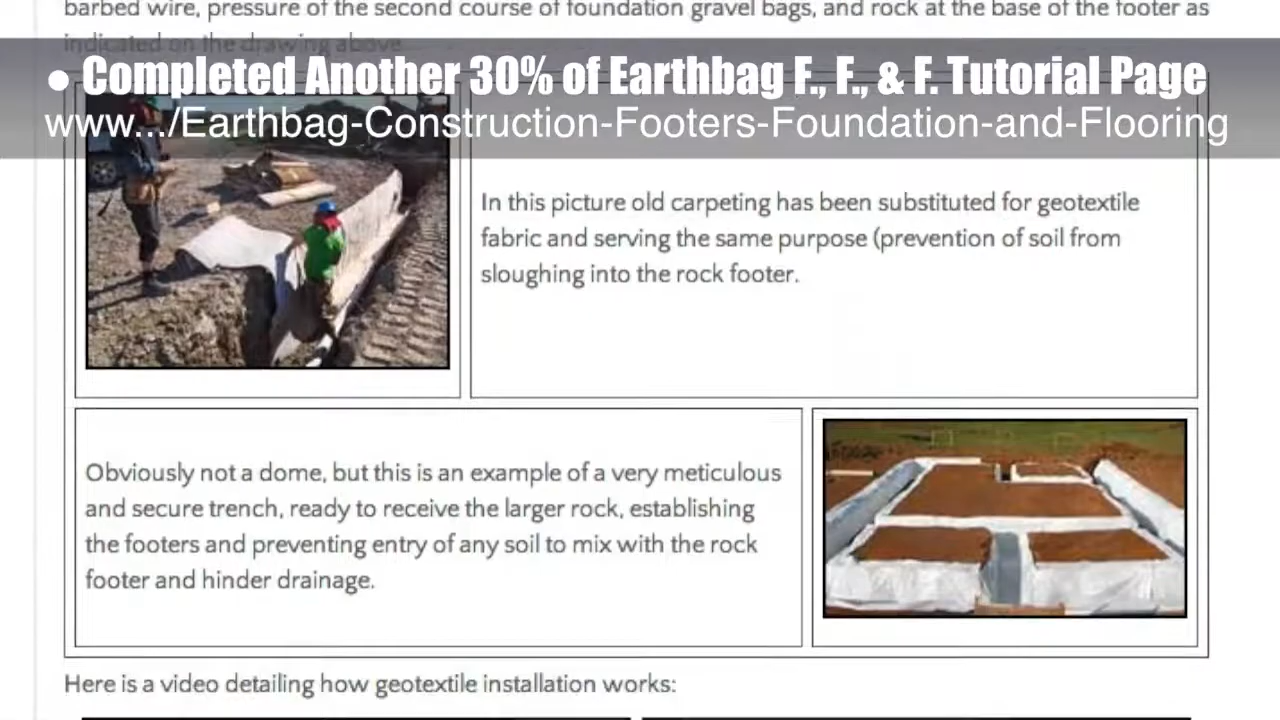 barbed wire, pressure of the second course of foundation gravel bags, and rock at the base of the footer as
indicated on the drawing above
● Completed Another 30% of Earthbag F., F., & F. Tutorial Page
www.../Earthbag-Construction-Footers-Foundation-and-Flooring
In this picture old carpeting has been substituted for geotextile
fabric and serving the same purpose (prevention of soil from
sloughing into the rock footer.
Obviously not a dome, but this is an example of a very meticulous
and secure trench, ready to receive the larger rock, establishing
the footers and preventing entry of any soil to mix with the rock
footer and hinder drainage.
Here is a video detailing how geotextile installation works: